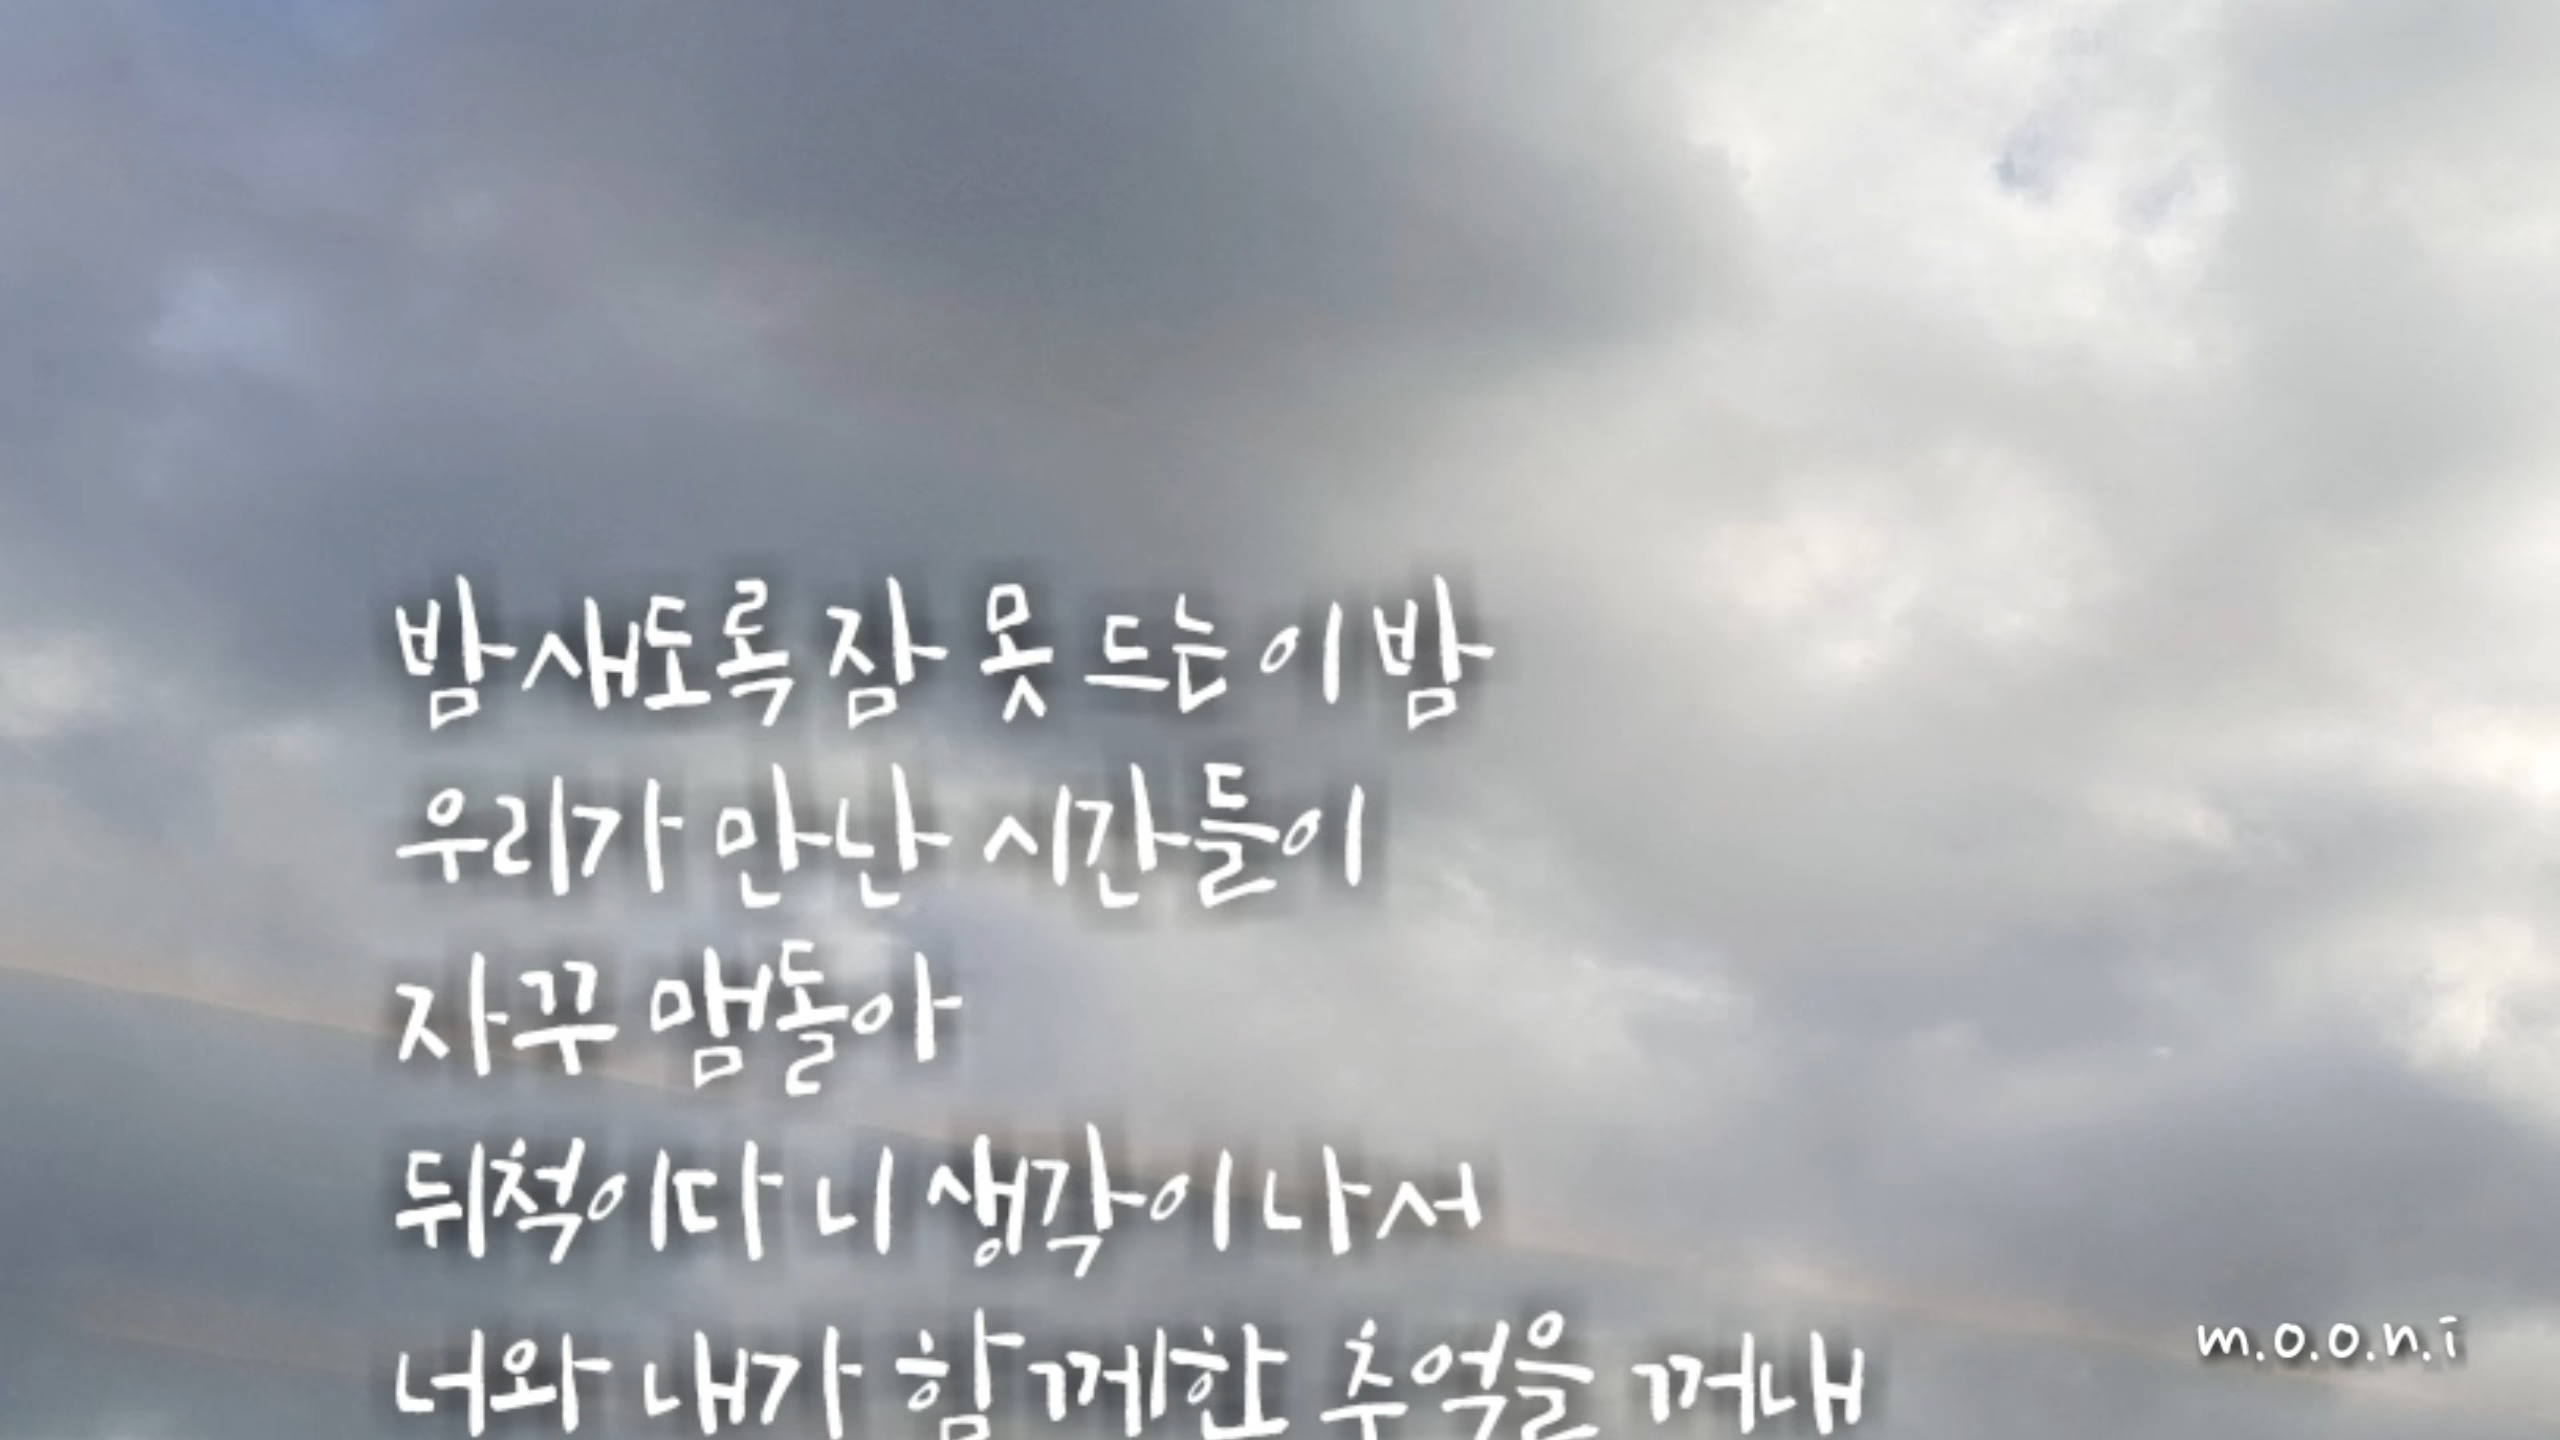 밤새도록 잠 못 드는 이 밤
우리가 만난 시간들이
자꾸 맴돌아
뒤척이다 니 생각이 나서
너와 내가 함께한 추억을 꺼내
m.o.o.n.i